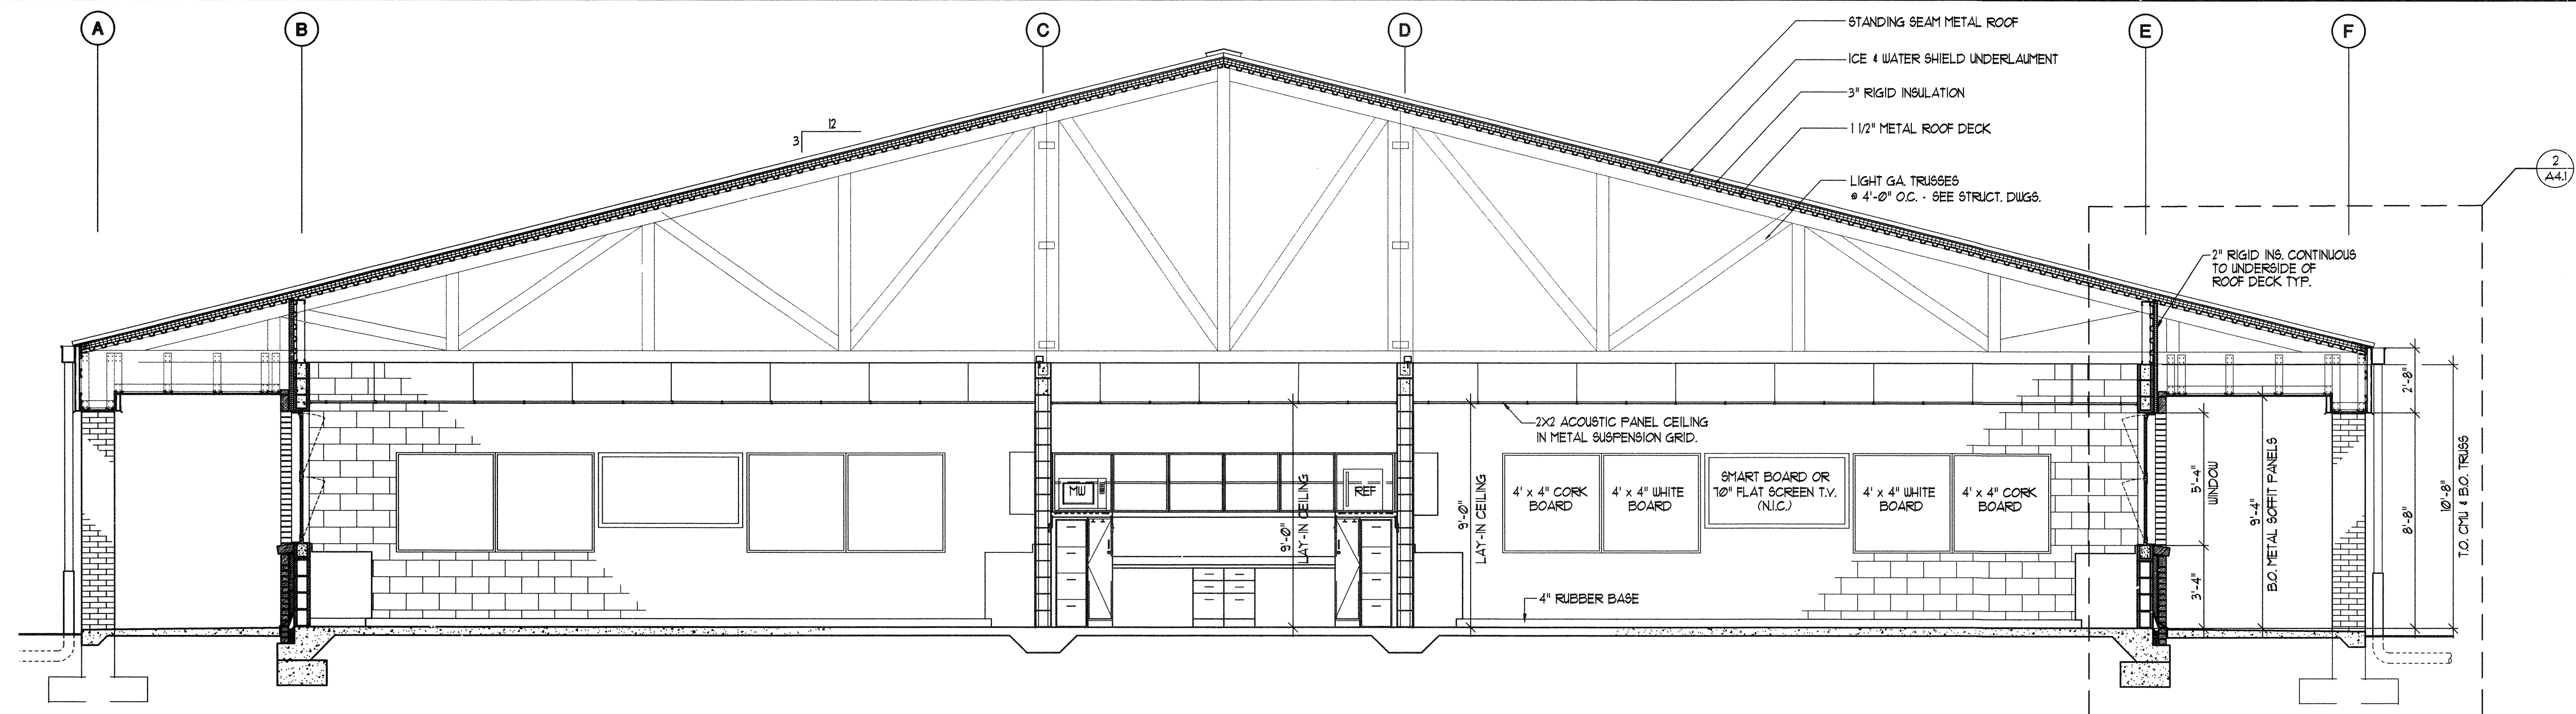 A
B
C
D
E
F
STANDING SEAM METAL ROOF
ICE & WATER SHIELD UNDERLAUMENT
3" RIGID INSULATION
1 1/2" METAL ROOF DECK
12
3
LIGHT GA. TRUSSES
@ 4'-0" O.C. - SEE STRUCT. DWGS.
2
A4.1
2" RIGID INS. CONTINUOUS
TO UNDERSIDE OF
ROOF DECK TYP.
2X2 ACOUSTIC PANEL CEILING
IN METAL SUSPENSION GRID.
MW
REF
9'-0"
LAY-IN CEILING
9'-0"
LAY-IN CEILING
4' x 4" CORK
BOARD
4' x 4" WHITE
BOARD
SMART BOARD OR
70" FLAT SCREEN T.V.
(N.I.C.)
4' x 4" WHITE
BOARD
4' x 4" CORK
BOARD
4" RUBBER BASE
5'-4"
WINDOW
3'-4"
9'-4"
B.O. METAL SOFFIT PANELS
2'-8"
8'-8"
10'-8"
T.O. CMU & B.O. TRUSS